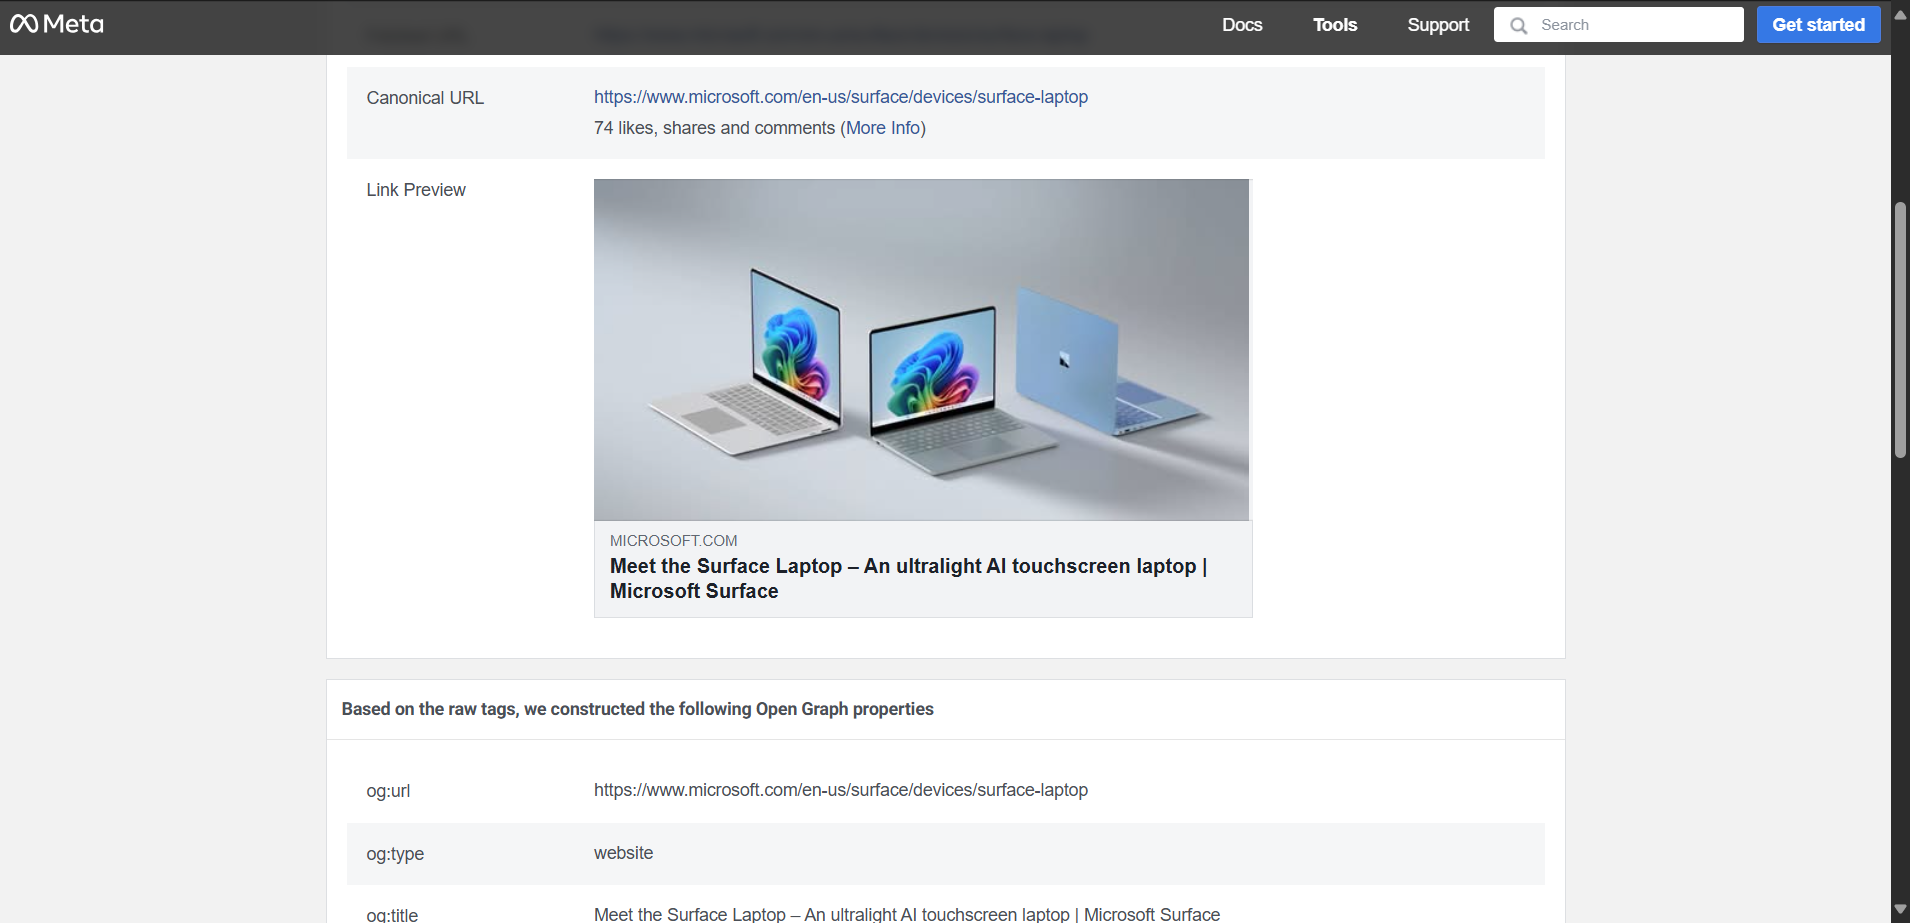 Meta
Docs
Tools
Support
Search
Get started
Canonical URL
https://www.microsoft.com/en-us/surface/devices/surface-laptop
74 likes, shares and comments (More Info)
Link Preview
MICROSOFT.COM
Meet the Surface Laptop – An ultralight AI touchscreen laptop |
Microsoft Surface
Based on the raw tags, we constructed the following Open Graph properties
og:url
https://www.microsoft.com/en-us/surface/devices/surface-laptop
og:type
website
og:title
Meet the Surface Laptop – An ultralight AI touchscreen laptop | Microsoft Surface